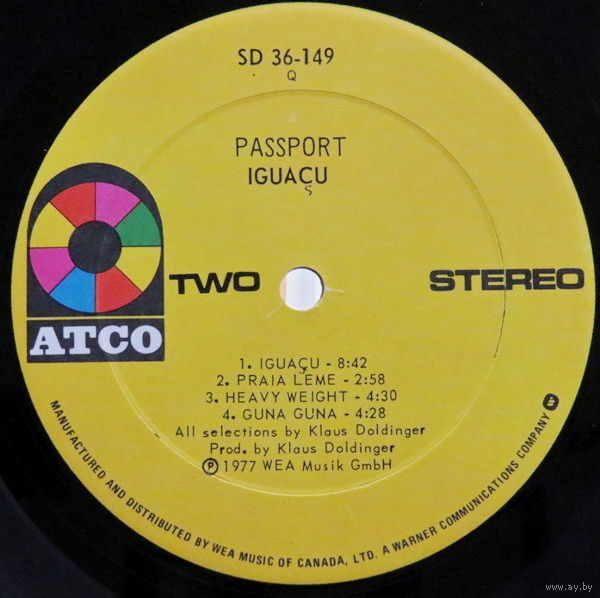 SD 36-149
Q
PASSPORT
IGUAÇU
TWO
STEREO
ATCO
1. IGUAÇU - 8:42
2. PRAIA LEME - 2:58
3. HEAVY WEIGHT - 4:30
4. GUNA GUNA - 4:28
All selections by Klaus Doldinger
Prod. by Klaus Doldinger
Ⓟ 1977 WEA Musik GmbH
MANUFACTURED AND DISTRIBUTED BY WEA MUSIC OF CANADA, LTD. A WARNER COMMUNICATIONS COMPANY
www.ay.by